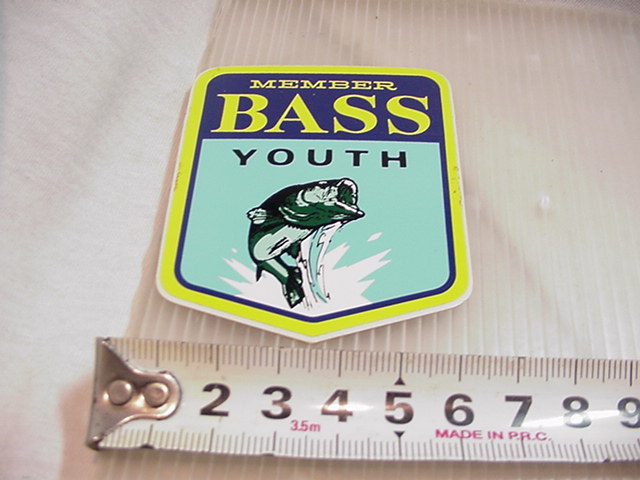 MEMBER
BASS
YOUTH
2 3 4 5 6 7 8 9
3.5m
MADE IN P.R.C.